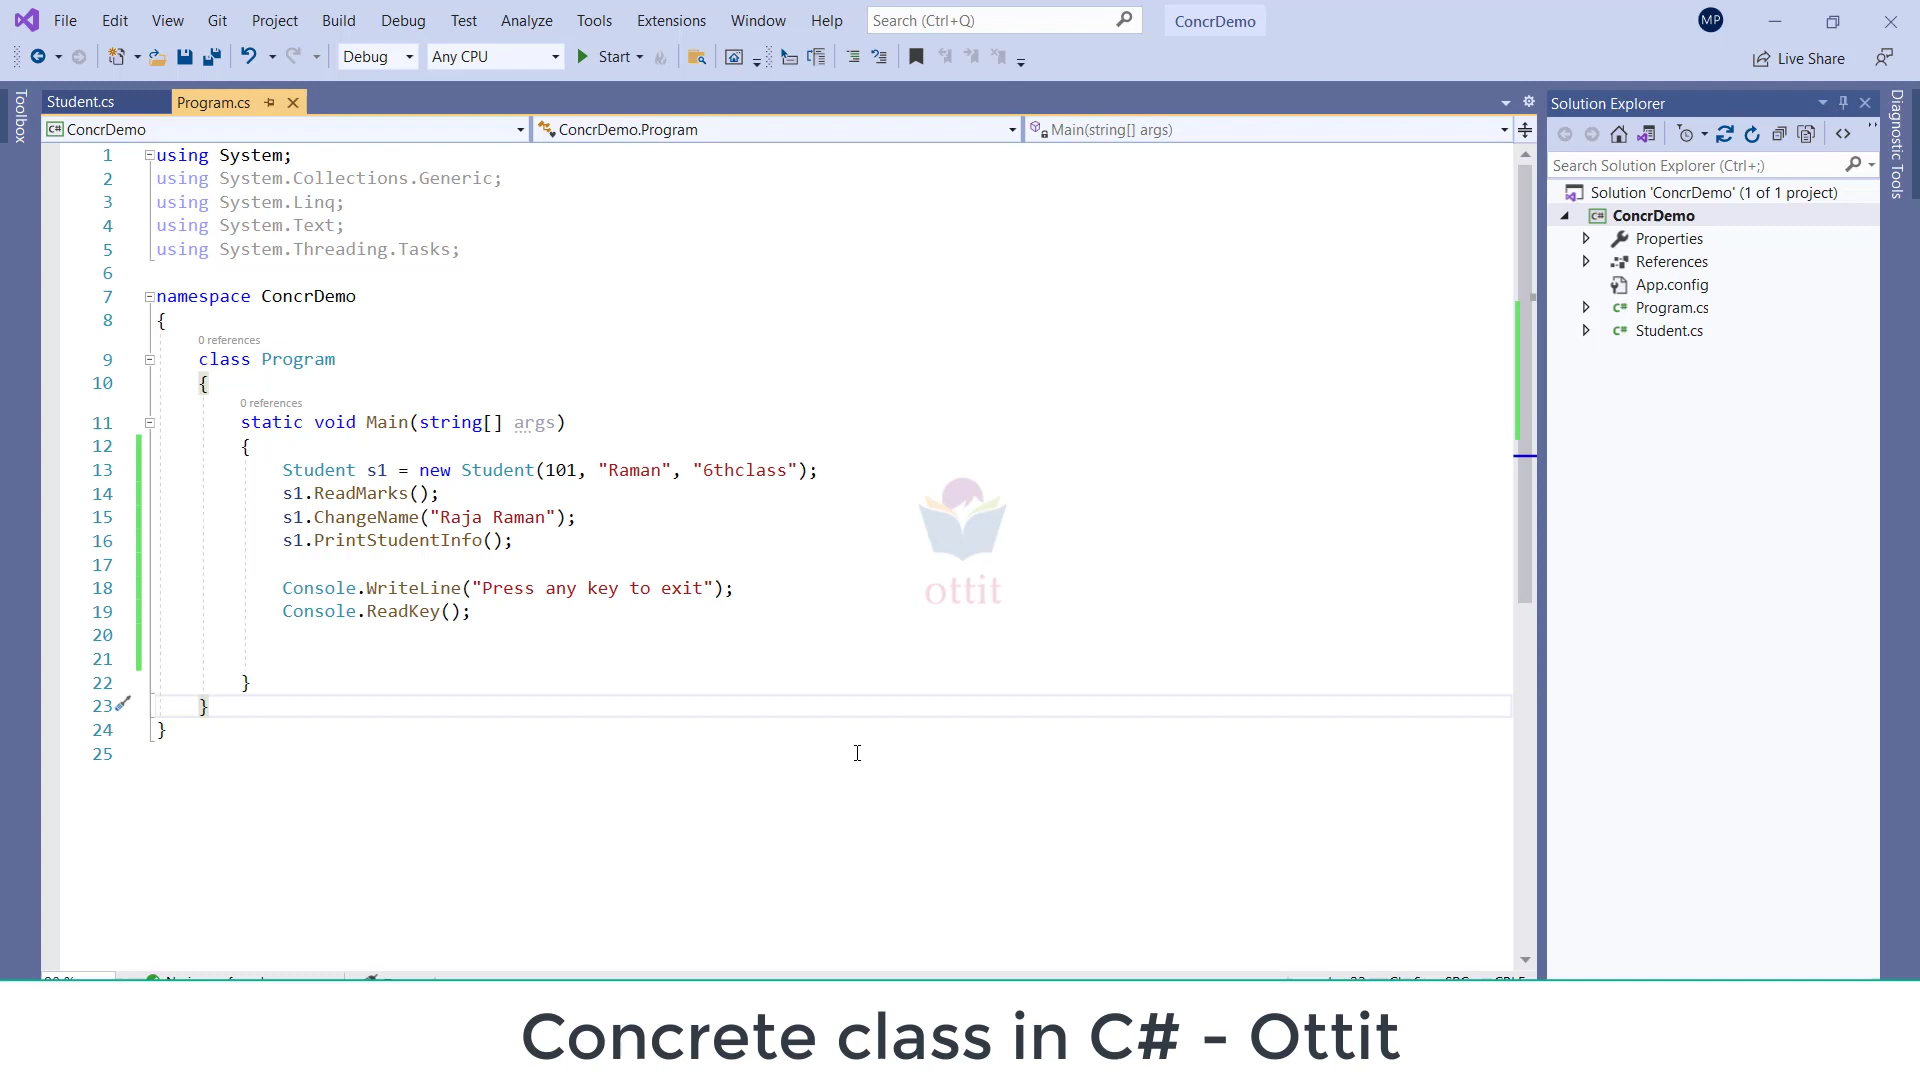 File Edit View Git Project Build Debug Test Analyze Tools Extensions Window Help Search (Ctrl+Q) ConcrDemo MP
Debug Any CPU Start Live Share
Toolbox
Student.cs Program.cs
ConcrDemo ConcrDemo.Program Main(string[] args)
1 using System;
2 using System.Collections.Generic;
3 using System.Linq;
4 using System.Text;
5 using System.Threading.Tasks;
6
7 namespace ConcrDemo
8 {
0 references
9 class Program
10 {
0 references
11 static void Main(string[] args)
12 {
13 Student s1 = new Student(101, "Raman", "6thclass");
14 s1.ReadMarks();
15 s1.ChangeName("Raja Raman");
16 s1.PrintStudentInfo();
17
18 Console.WriteLine("Press any key to exit");
19 Console.ReadKey();
20
21
22 }
23 }
24 }
25
ottit
Solution Explorer
Search Solution Explorer (Ctrl+;)
Solution 'ConcrDemo' (1 of 1 project)
C# ConcrDemo
Properties
References
App.config
C# Program.cs
C# Student.cs
Diagnostic Tools
Concrete class in C# - Ottit